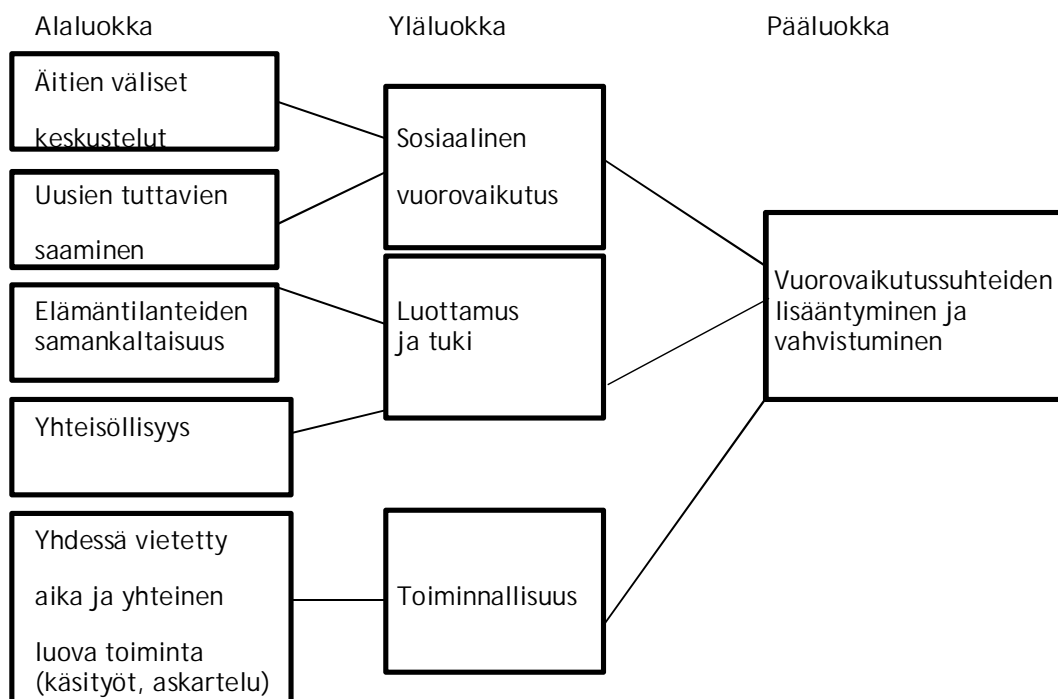 Alaluokka
Yläluokka
Pääluokka
Äitien väliset
keskustelut
Uusien tuttavien
saaminen
Elämäntilanteiden
samankaltaisuus
Yhteisöllisyys
Yhdessä vietetty
aika ja yhteinen
luova toiminta
(käsityöt, askartelu)
Sosiaalinen
vuorovaikutus
Luottamus
ja tuki
Toiminnallisuus
Vuorovaikutussuhteiden
lisääntyminen ja
vahvistuminen